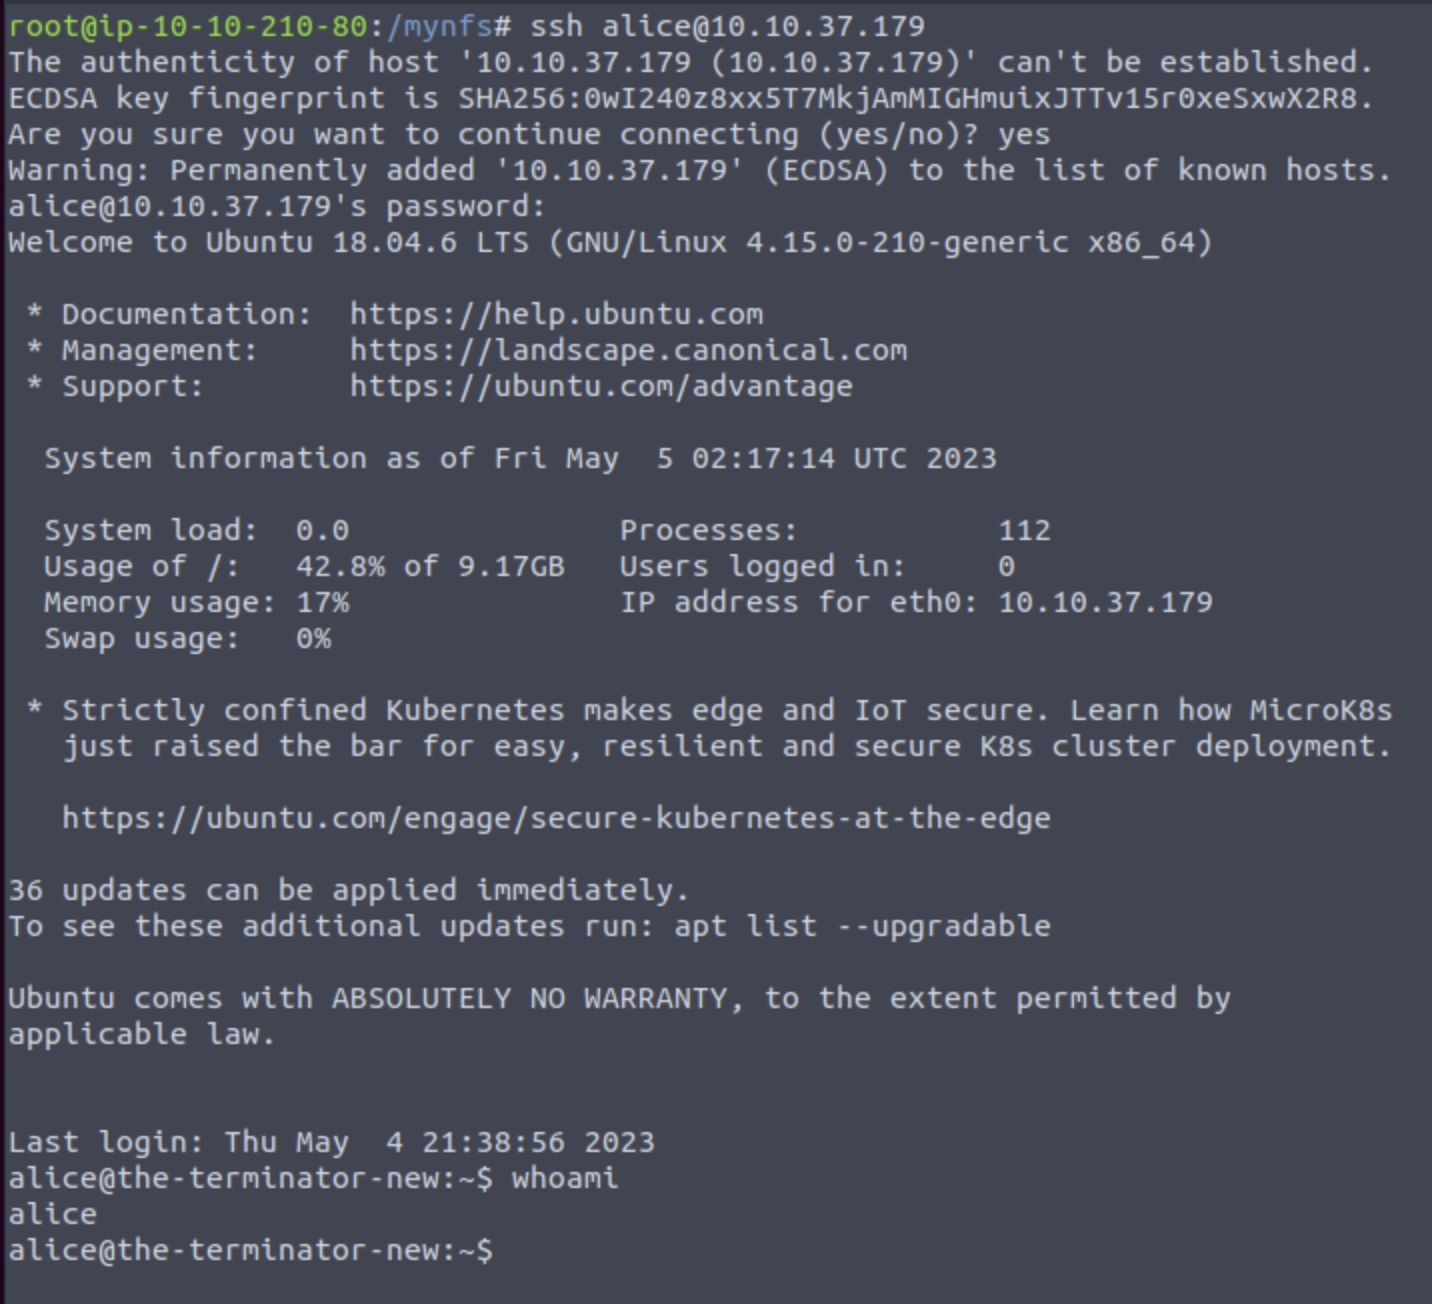 root@ip-10-10-210-80:/mynfs# ssh alice@10.10.37.179
The authenticity of host '10.10.37.179 (10.10.37.179)' can't be established.
ECDSA key fingerprint is SHA256:0wI240z8xx5T7MkjAmMIGHmuixJTTv15r0xeSxwX2R8.
Are you sure you want to continue connecting (yes/no)? yes
Warning: Permanently added '10.10.37.179' (ECDSA) to the list of known hosts.
alice@10.10.37.179's password:
Welcome to Ubuntu 18.04.6 LTS (GNU/Linux 4.15.0-210-generic x86_64)
 * Documentation:  https://help.ubuntu.com
 * Management:     https://landscape.canonical.com
 * Support:        https://ubuntu.com/advantage
  System information as of Fri May  5 02:17:14 UTC 2023
  System load:  0.0               Processes:           112
  Usage of /:   42.8% of 9.17GB   Users logged in:     0
  Memory usage: 17%               IP address for eth0: 10.10.37.179
  Swap usage:   0%
 * Strictly confined Kubernetes makes edge and IoT secure. Learn how MicroK8s
   just raised the bar for easy, resilient and secure K8s cluster deployment.
   https://ubuntu.com/engage/secure-kubernetes-at-the-edge
36 updates can be applied immediately.
To see these additional updates run: apt list --upgradable
Ubuntu comes with ABSOLUTELY NO WARRANTY, to the extent permitted by
applicable law.
Last login: Thu May  4 21:38:56 2023
alice@the-terminator-new:~$ whoami
alice
alice@the-terminator-new:~$